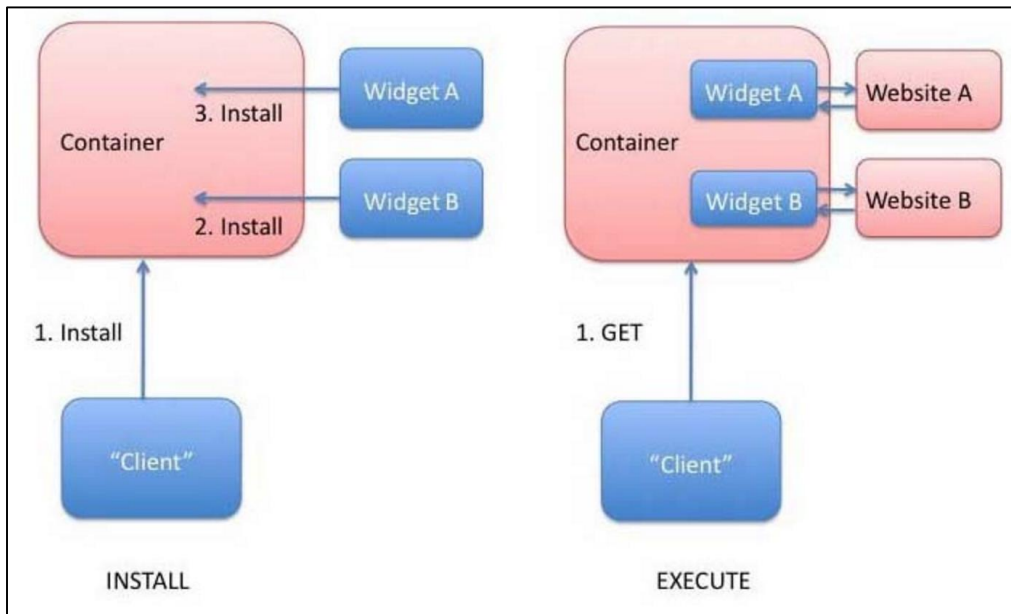 Widget A
3. Install
Container
Widget B
2. Install
1. Install
“Client”
INSTALL
Widget A
Website A
Container
Widget B
Website B
1. GET
“Client”
EXECUTE